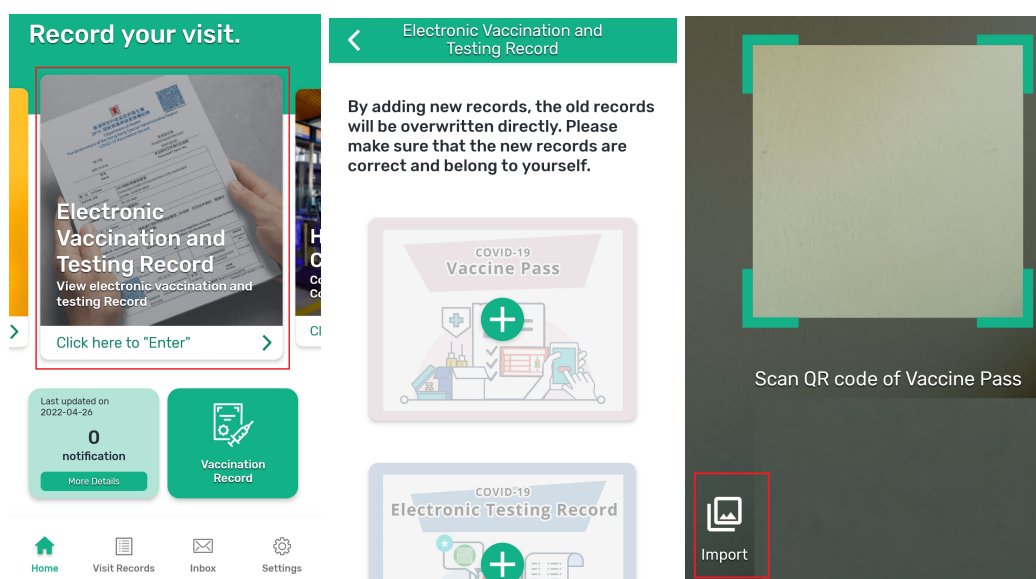 Record your visit.
Electronic
Vaccination and
Testing Record
View electronic vaccination and
testing Record
Click here to "Enter"
H
C
Co
Co
Cl
Last updated on
2022-04-26
0
notification
More Details
Vaccination
Record
Home
Visit Records
Inbox
Settings
Electronic Vaccination and
Testing Record
By adding new records, the old records
will be overwritten directly. Please
make sure that the new records are
correct and belong to yourself.
COVID-19
Vaccine Pass
COVID-19
Electronic Testing Record
Scan QR code of Vaccine Pass
Import